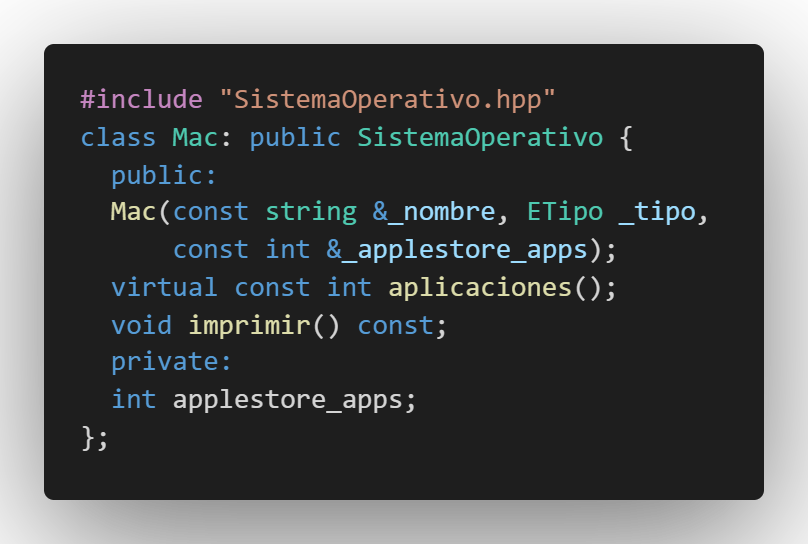 #include "SistemaOperativo.hpp"
class Mac: public SistemaOperativo {
  public:
  Mac(const string &_nombre, ETipo _tipo,
      const int &_applestore_apps);
  virtual const int aplicaciones();
  void imprimir() const;
  private:
  int applestore_apps;
};